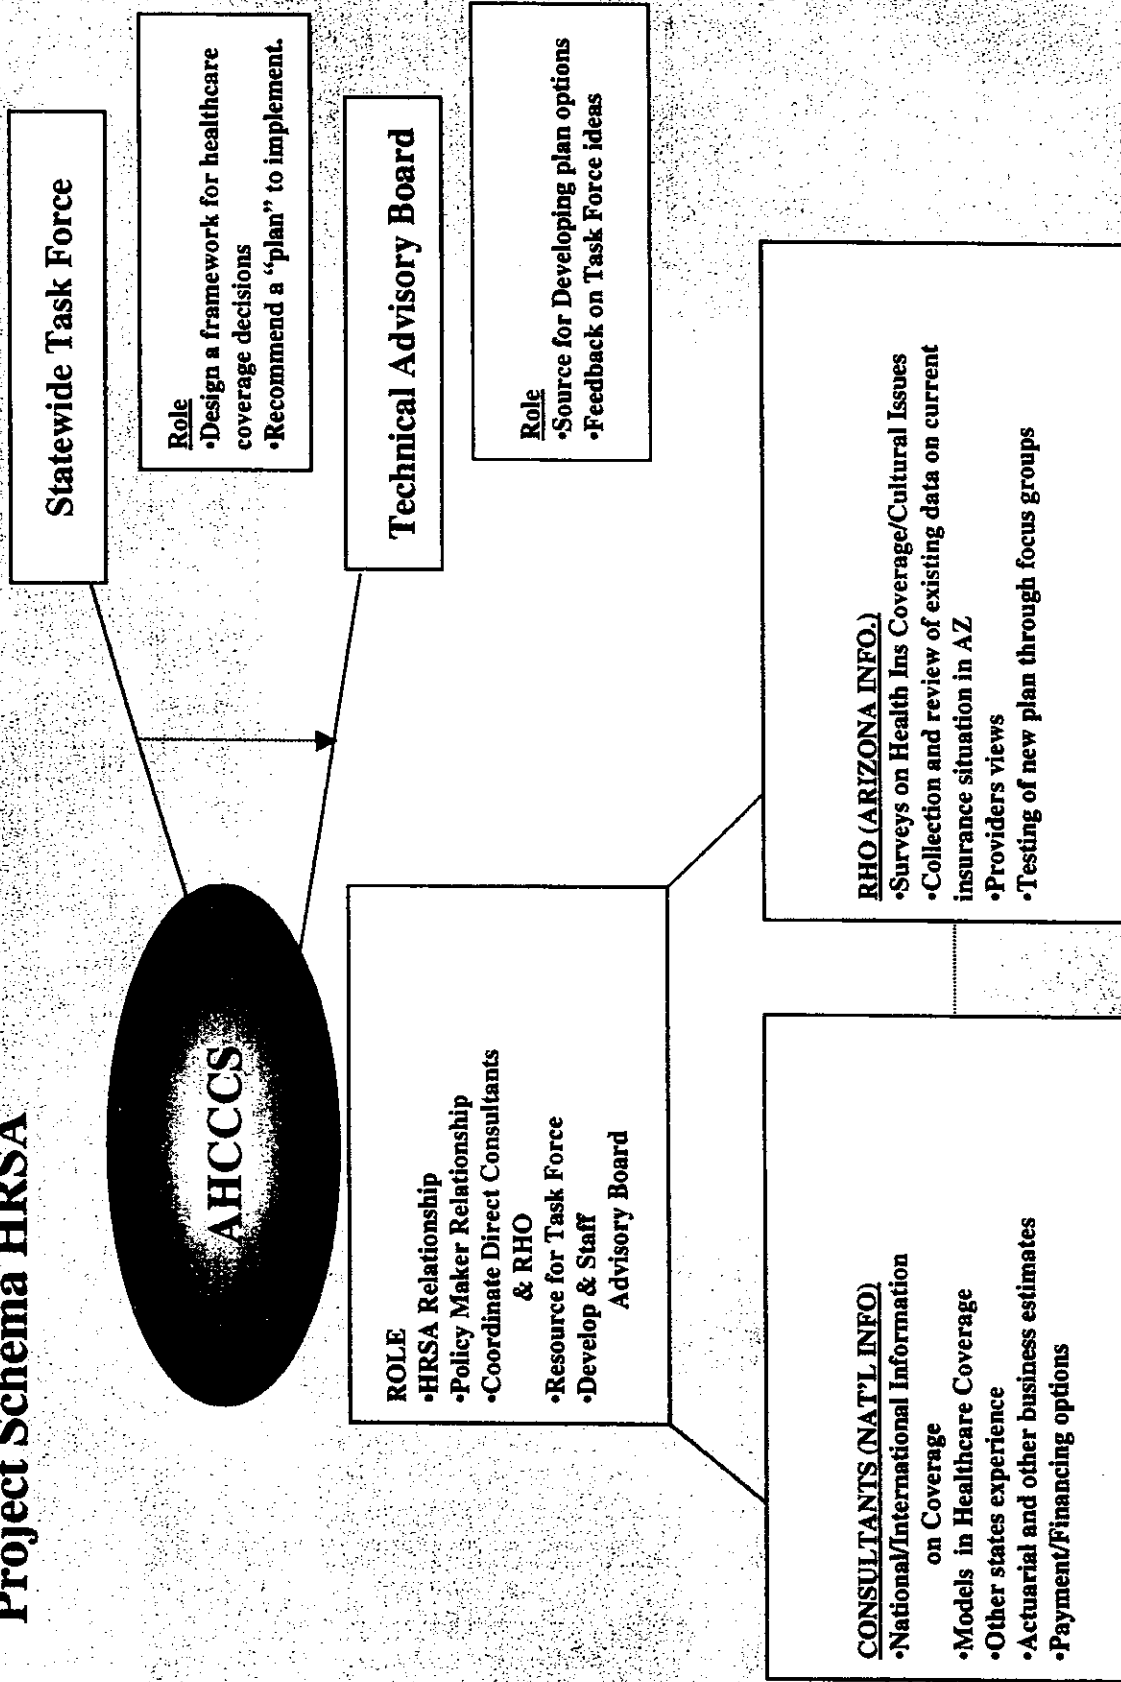 Project Schema HRSA
AHCCCS
Statewide Task Force
Role
•Design a framework for healthcare
coverage decisions
•Recommend a “plan” to implement.
Technical Advisory Board
Role
•Source for Developing plan options
•Feedback on Task Force ideas
ROLE
•HRSA Relationship
•Policy Maker Relationship
•Coordinate Direct Consultants
& RHO
•Resource for Task Force
•Develop & Staff
Advisory Board
CONSULTANTS (NAT'L INFO)
•National/International Information
on Coverage
•Models in Healthcare Coverage
•Other states experience
•Actuarial and other business estimates
•Payment/Financing options
RHO (ARIZONA INFO.)
•Surveys on Health Ins Coverage/Cultural Issues
•Collection and review of existing data on current
insurance situation in AZ
•Providers views
•Testing of new plan through focus groups